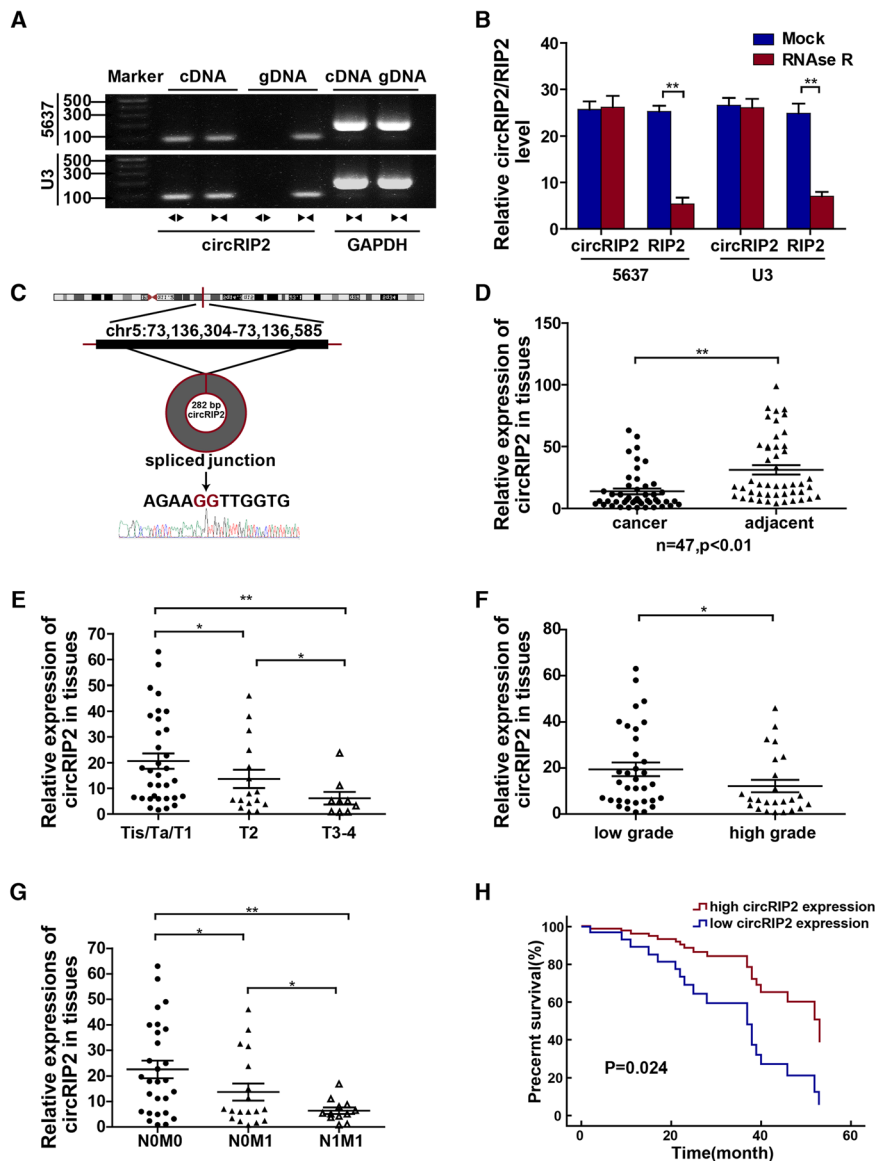 A
Marker
cDNA
gDNA
cDNA gDNA
5637
500
300
100
U3
500
300
100
circRIP2
GAPDH
B
Mock
RNAse R
Relative circRIP2/RIP2
level
40
30
20
10
0
**
**
circRIP2 RIP2 circRIP2 RIP2
5637
U3
C
chr5:73,136,304-73,136,585
282 bp
circRIP2
spliced junction
AGAAGGTTGGTG
D
Relative expression of
circRIP2 in tissues
150
100
50
0
**
cancer
adjacent
n=47,p<0.01
E
Relative expression of
circRIP2 in tissues
70
60
50
40
30
20
10
0
**
*
*
Tis/Ta/T1
T2
T3-4
F
Relative expression of
circRIP2 in tissues
80
60
40
20
0
*
low grade
high grade
G
Relative expressions of
circRIP2 in tissues
70
60
50
40
30
20
10
0
**
*
*
N0M0
N0M1
N1M1
H
high circRIP2 expression
low circRIP2 expression
Precernt survival(%)
100
80
60
40
20
0
P=0.024
0
20
40
60
Time(month)